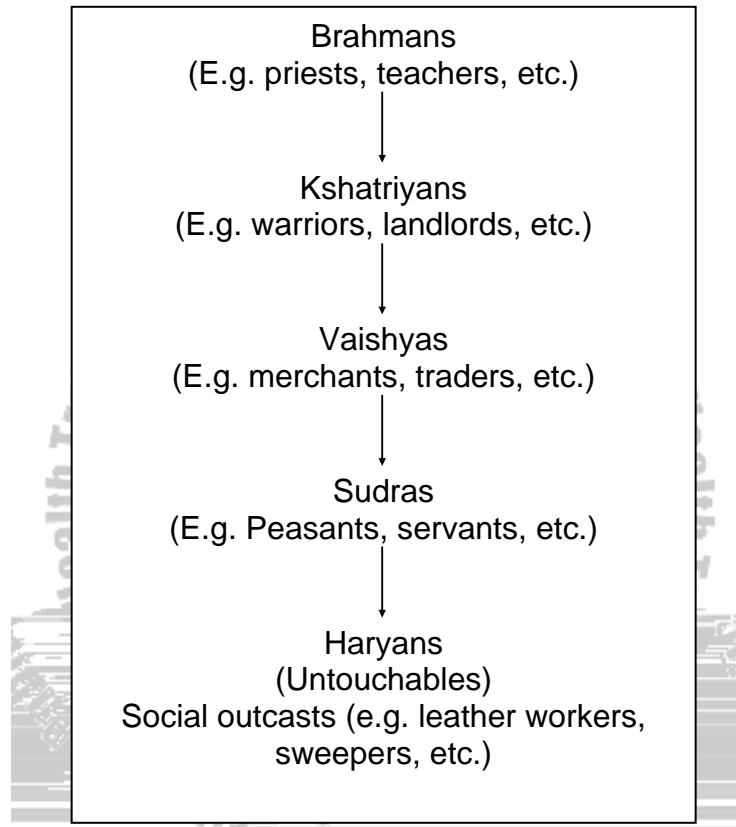 Brahmans
(E.g. priests, teachers, etc.)
Kshatriyans
(E.g. warriors, landlords, etc.)
Vaishyas
(E.g. merchants, traders, etc.)
Sudras
(E.g. Peasants, servants, etc.)
Haryans
(Untouchables)
Social outcasts (e.g. leather workers,
sweepers, etc.)